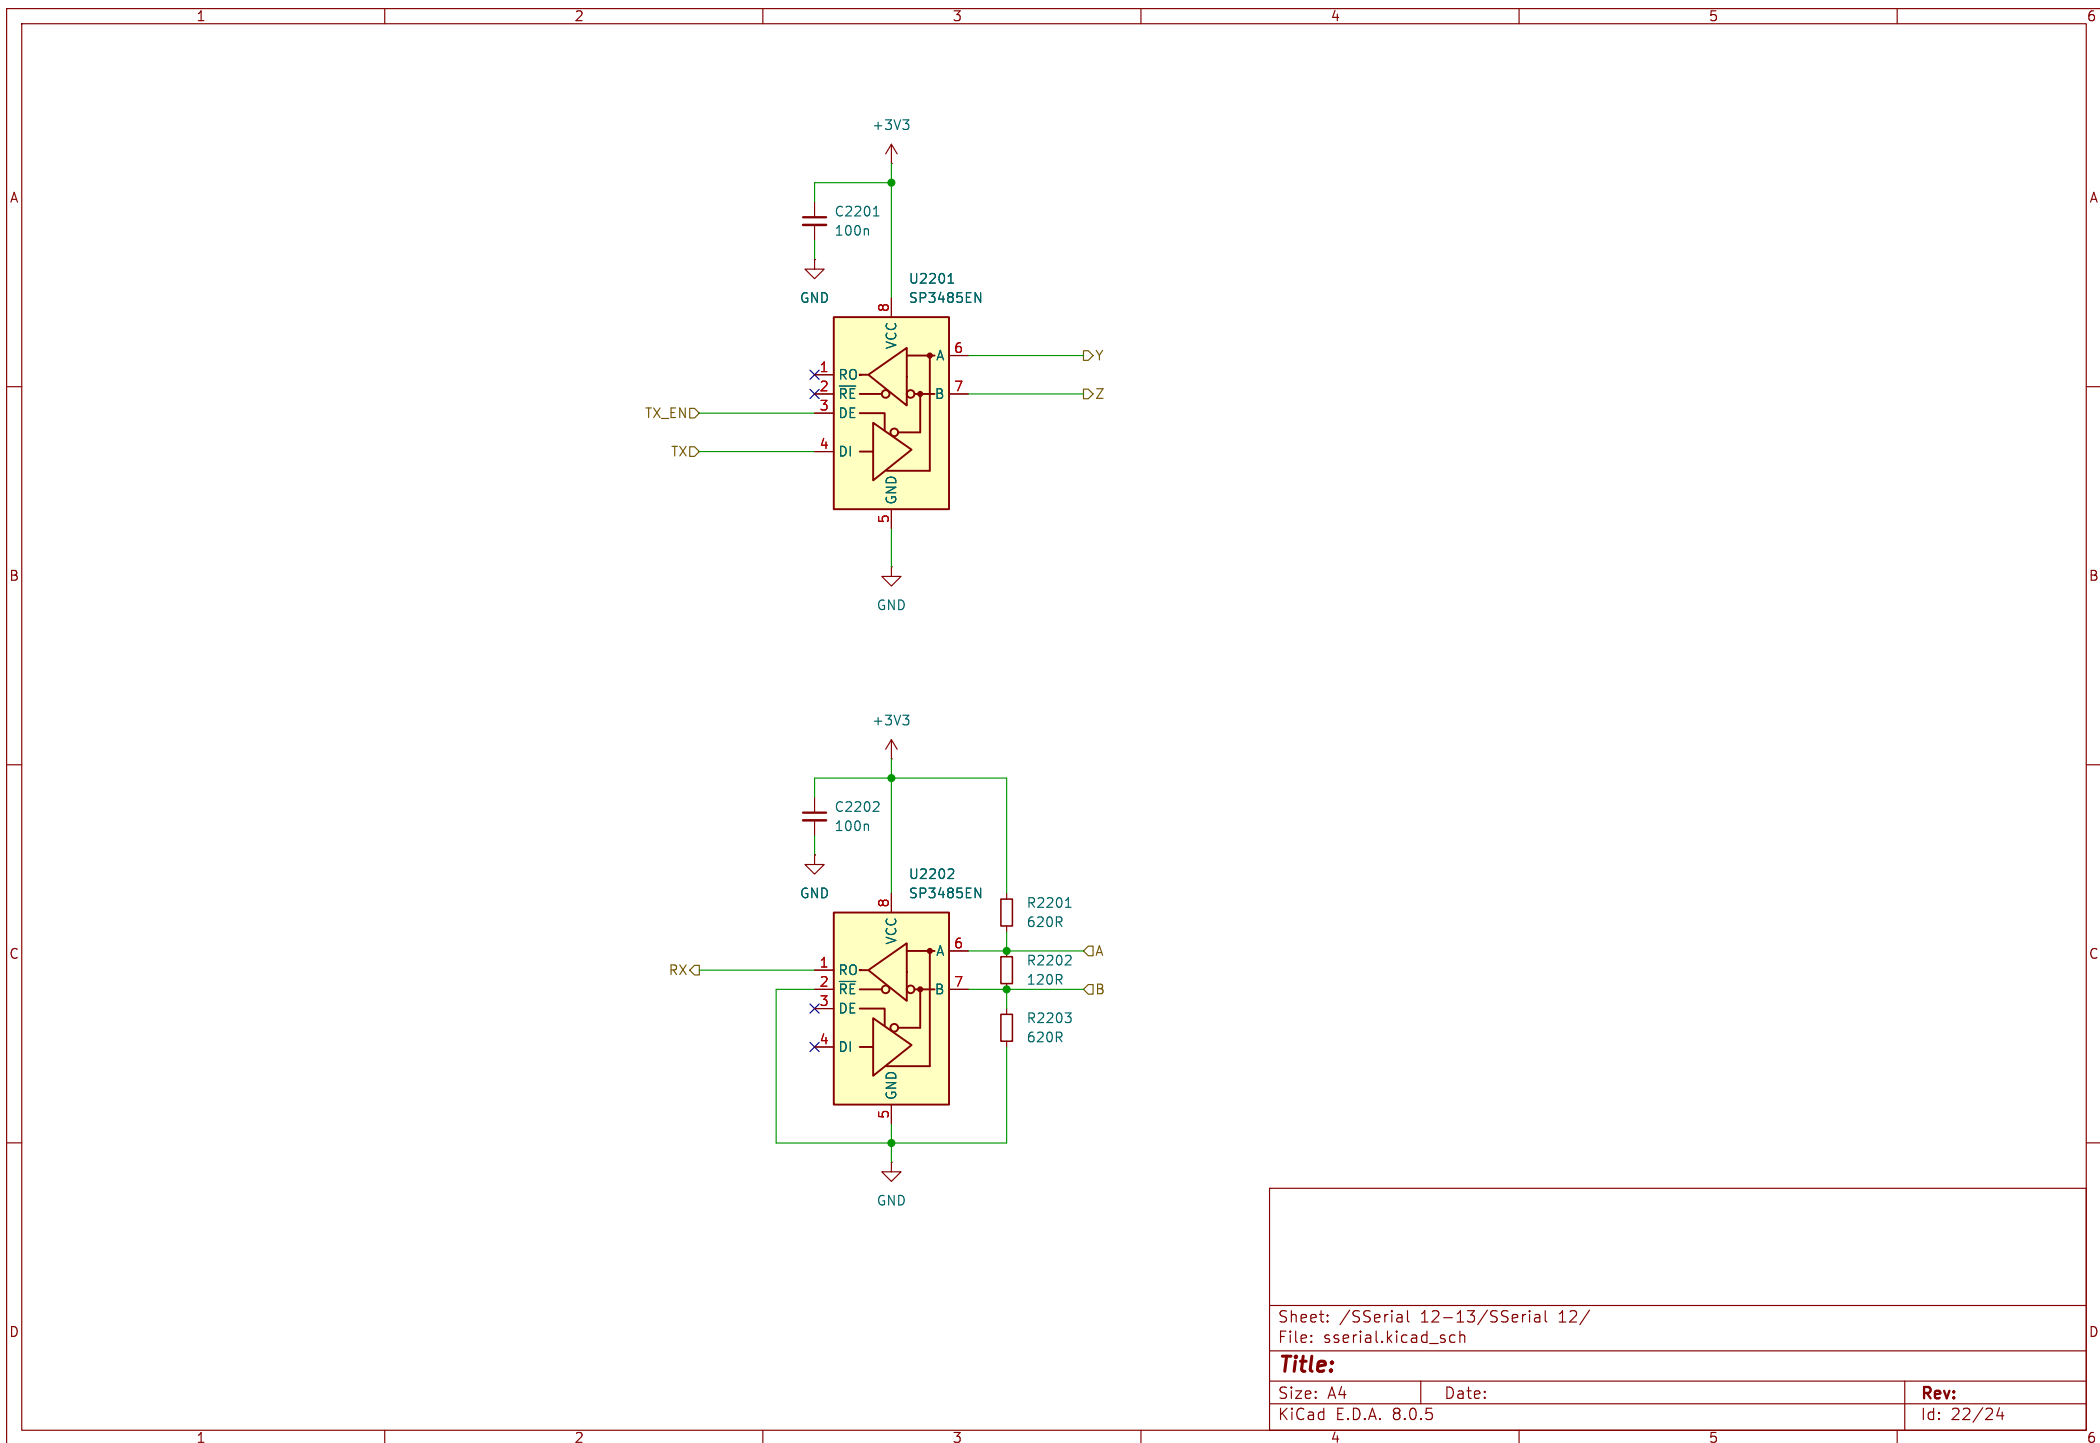 1 2 3 4 5 6
A A
B B
C C
D D
+3V3
C2201
100n
GND
U2201
SP3485EN
8
VCC
1 RO
2 RE
3 DE
4 DI
A 6
B 7
GND
5
TX_EN
TX
Y
Z
GND
+3V3
C2202
100n
GND
U2202
SP3485EN
8
VCC
1 RO
2 RE
3 DE
4 DI
A 6
B 7
GND
5
RX
R2201
620R
A
R2202
120R
B
R2203
620R
GND
Sheet: /SSerial 12-13/SSerial 12/
File: sserial.kicad_sch
Title:
Size: A4 Date: Rev:
KiCad E.D.A. 8.0.5 Id: 22/24
1 2 3 4 5 6